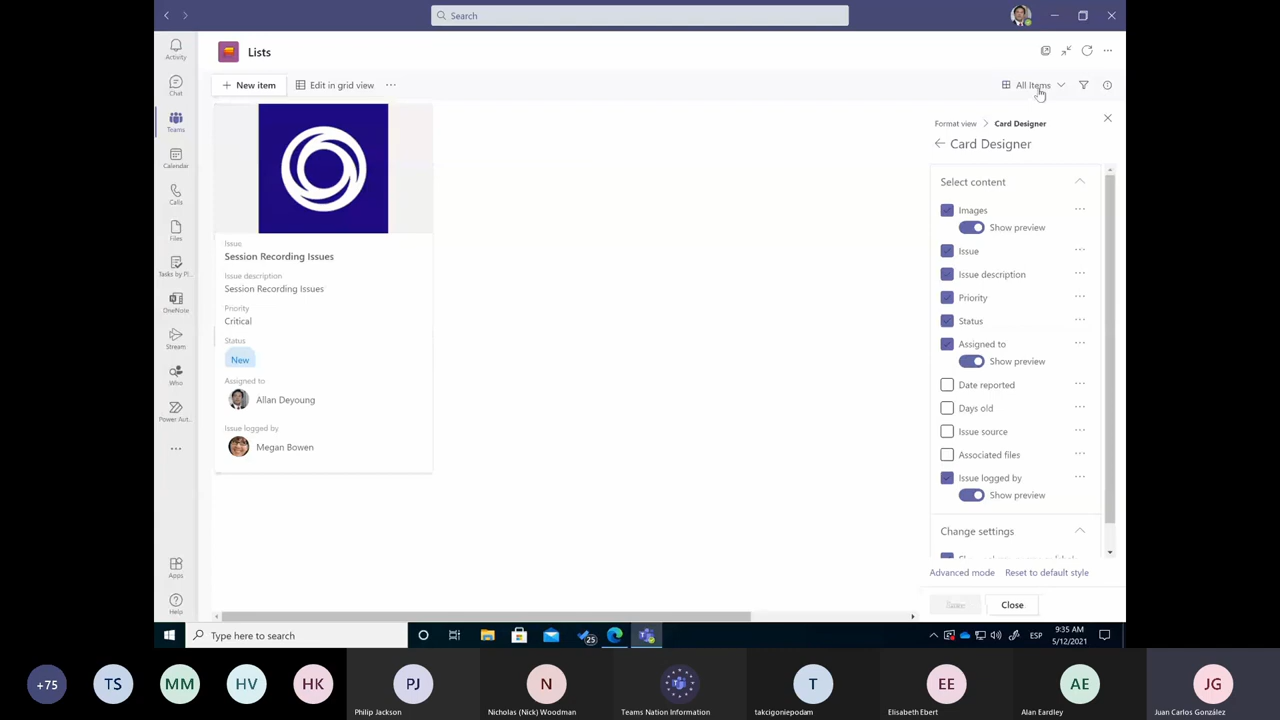 Search
Activity
Chat
Teams
Calendar
Calls
Files
Tasks by Pl...
OneNote
Stream
Who
Power Aut...
Apps
Help
Lists
New item
Edit in grid view
All Items
Issue
Session Recording Issues
Issue description
Session Recording Issues
Priority
Critical
Status
New
Assigned to
Allan Deyoung
Issue logged by
Megan Bowen
Format view > Card Designer
Card Designer
Select content
Images
Show preview
Issue
Issue description
Priority
Status
Assigned to
Show preview
Date reported
Days old
Issue source
Associated files
Issue logged by
Show preview
Change settings
Advanced mode
Reset to default style
Close
Type here to search
25
ESP
9:35 AM
5/12/2021
+75
TS
MM
HV
HK
PJ
Philip Jackson
N
Nicholas (Nick) Woodman
Teams Nation Information
T
takcigoniepodam
EE
Elisabeth Ebert
AE
Alan Eardley
JG
Juan Carlos González